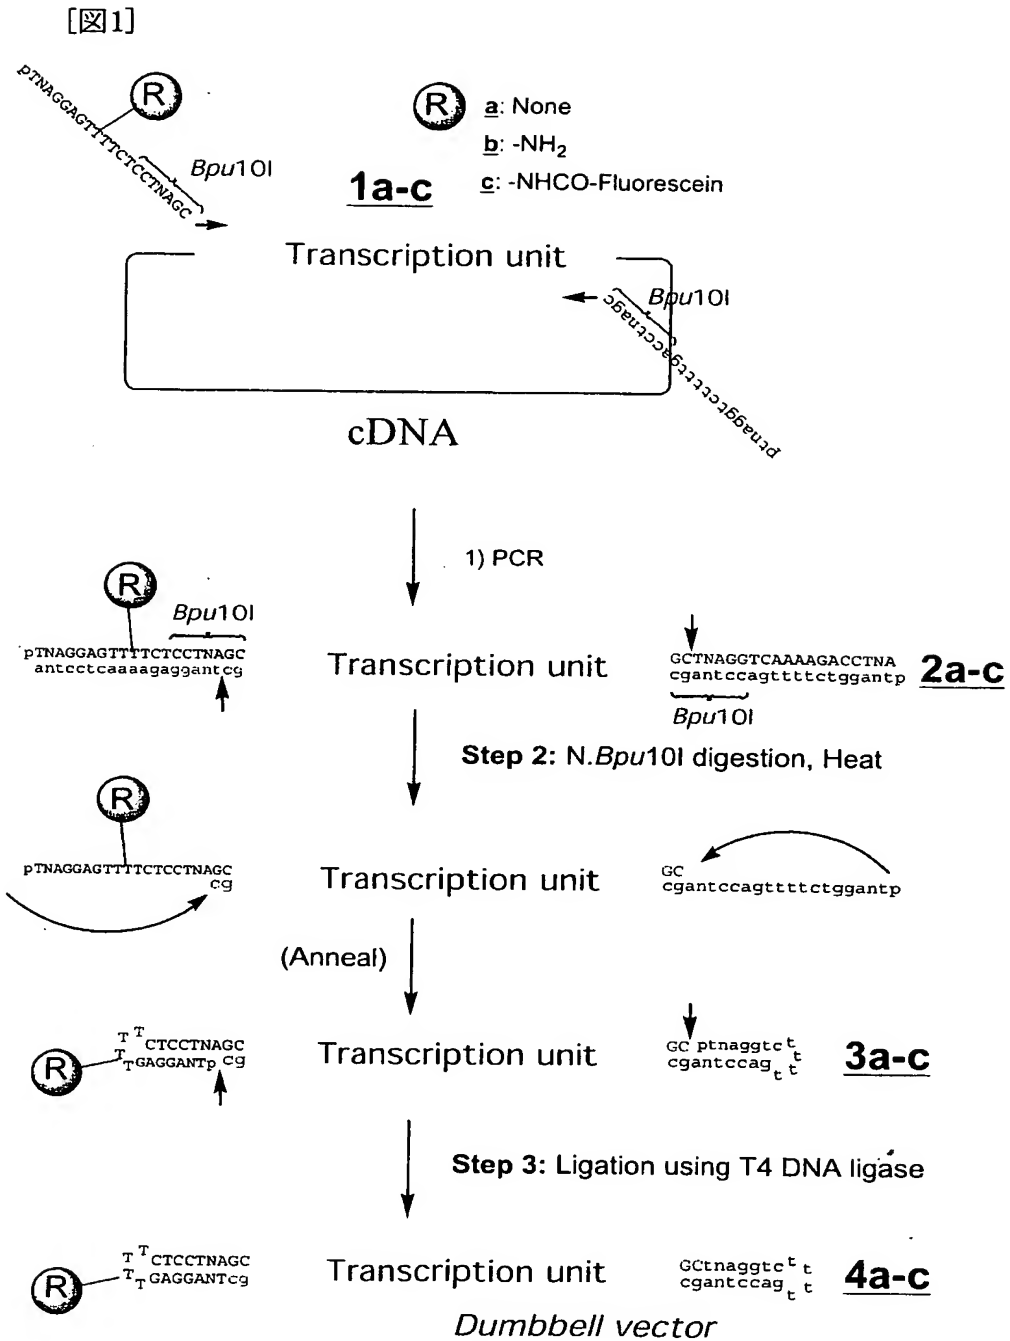 [図1]
R
pTNAGGAGTTTTCTCCTNAGC
Bpu10I
R a: None
b: -NH2
c: -NHCO-Fluorescein
1a-c
Transcription unit
Bpu10I
ptnaggtcttttgacctnagc
cDNA
1) PCR
R
Bpu10I
pTNAGGAGTTTTCTCCTNAGC
antcctcaaaagaggantcg
Transcription unit
GCTNAGGTCAAAAGACCTNA
cgantccagttttctggantp
Bpu10I
2a-c
Step 2: N.Bpu10I digestion, Heat
R
pTNAGGAGTTTTCTCCTNAGC
cg
Transcription unit
GC
cgantccagttttctggantp
(Anneal)
R
T T CTCCTNAGC
T T GAGGANTp cg
Transcription unit
GC ptnaggtc t t
cgantccag t t
3a-c
Step 3: Ligation using T4 DNA ligase
R
T T CTCCTNAGC
T T GAGGANTcg
Transcription unit
GCtnaggtc t t
cgantccag t t
4a-c
Dumbbell vector